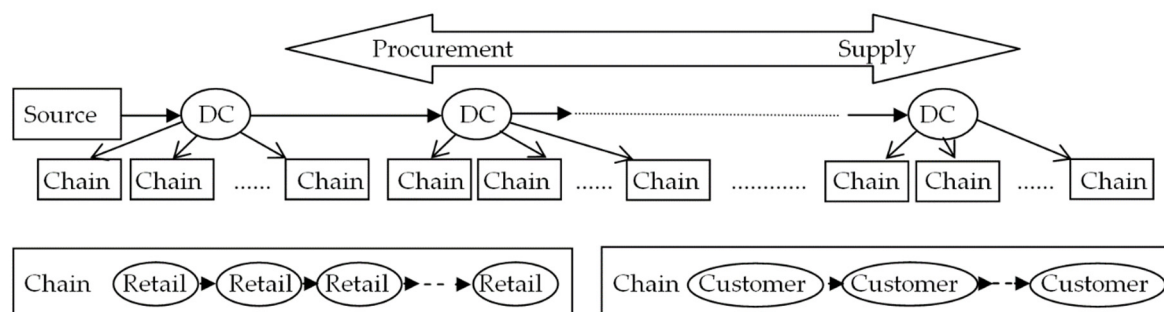 Procurement Supply
Source DC DC DC
Chain Chain ...... Chain Chain Chain ...... Chain ............ Chain Chain ...... Chain
Chain Retail Retail Retail Retail
Chain Customer Customer Customer